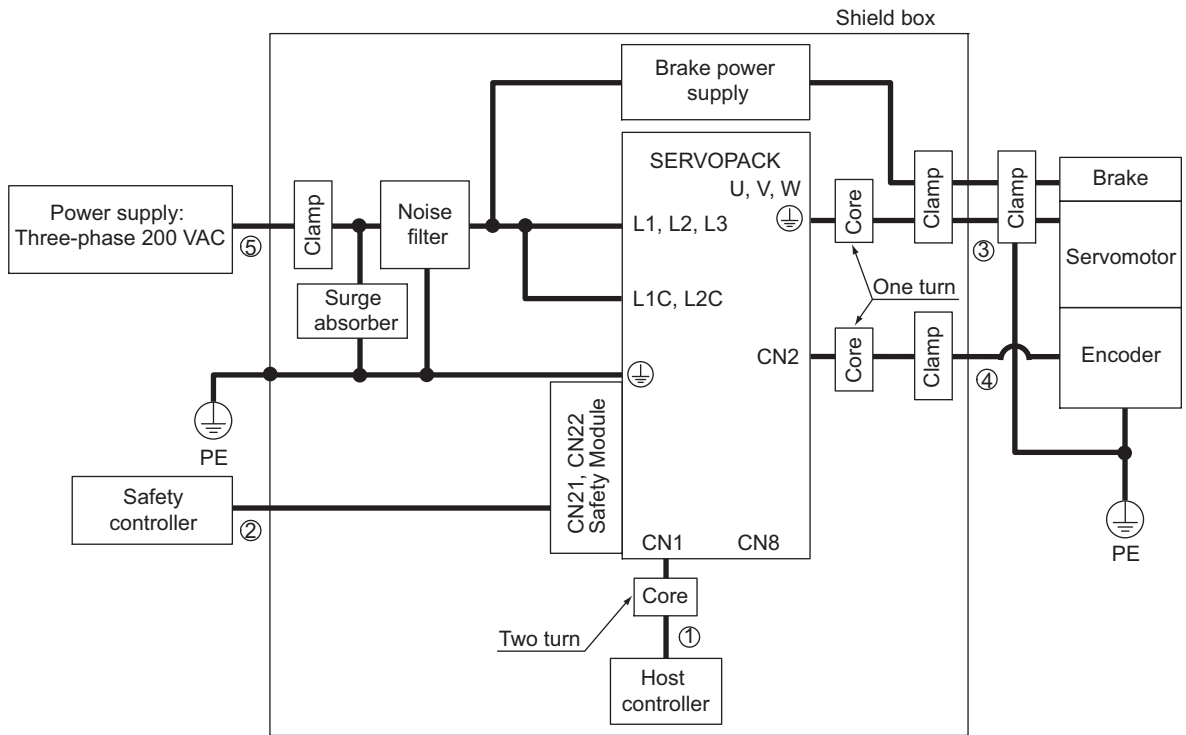 Shield box
Brake power
supply
SERVOPACK
U, V, W
Clamp
Clamp
Brake
Power supply:
Three-phase 200 VAC
⑤
Clamp
Noise
filter
L1, L2, L3
Core
③
Servomotor
Surge
absorber
L1C, L2C
One turn
CN2
Core
Clamp
④
Encoder
PE
CN21, CN22
Safety Module
Safety
controller
②
CN1
CN8
PE
Core
Two turn
①
Host
controller